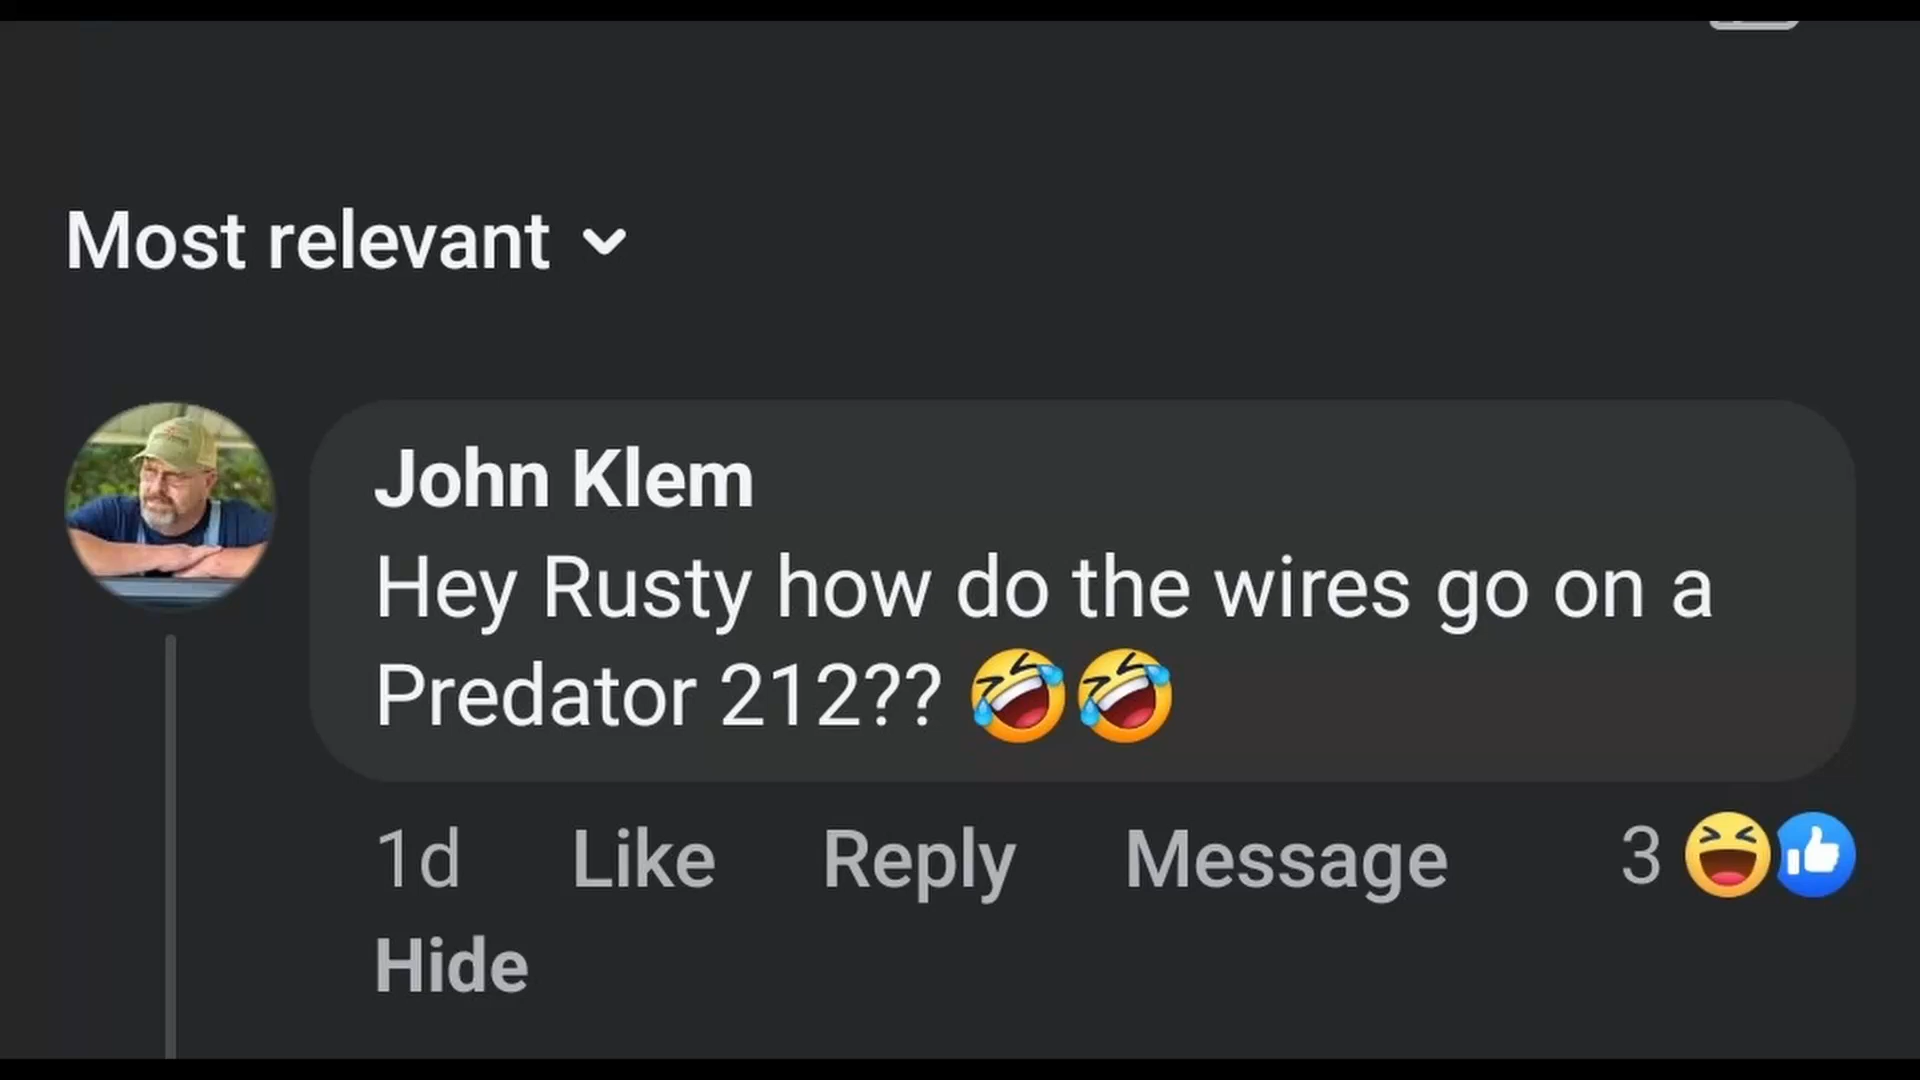 Most relevant
John Klem
Hey Rusty how do the wires go on a
Predator 212?? 🤣🤣
1d Like Reply Message 3
Hide